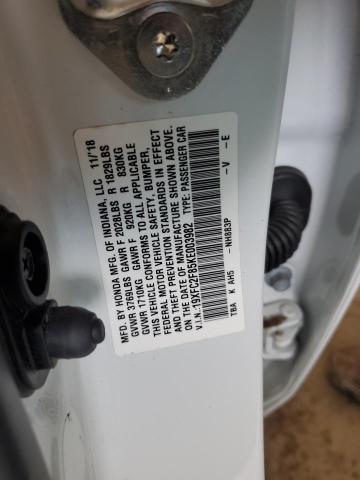 MFD. BY HONDA MFG. OF INDIANA, LLC 11/'18
GVWR 3769LBS GAWR F 2028LBS R 1829LBS
GVWR 1710KG GAWR F 920KG R 830KG
THIS VEHICLE CONFORMS TO ALL APPLICABLE
FEDERAL MOTOR VEHICLE SAFETY, BUMPER,
AND THEFT PREVENTION STANDARDS IN EFFECT
ON THE DATE OF MANUFACTURE SHOWN ABOVE.
V.I.N.: 19XFC2F65KE003982 TYPE: PASSENGER CAR
-NH883P -V -E
TBA K AH5